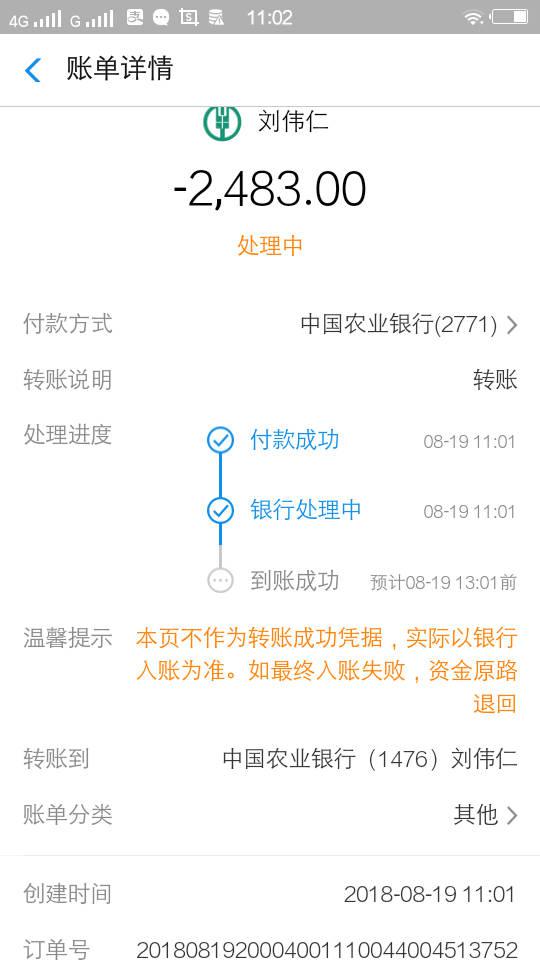 4G G 11:02
账单详情
刘伟仁
-2,483.00
处理中
付款方式 中国农业银行(2771)
转账说明 转账
处理进度 付款成功 08-19 11:01
银行处理中 08-19 11:01
到账成功 预计08-19 13:01前
温馨提示 本页不作为转账成功凭据，实际以银行
入账为准。如最终入账失败，资金原路
退回
转账到 中国农业银行（1476）刘伟仁
账单分类 其他
创建时间 2018-08-19 11:01
订单号 20180819200040011100440045​13752